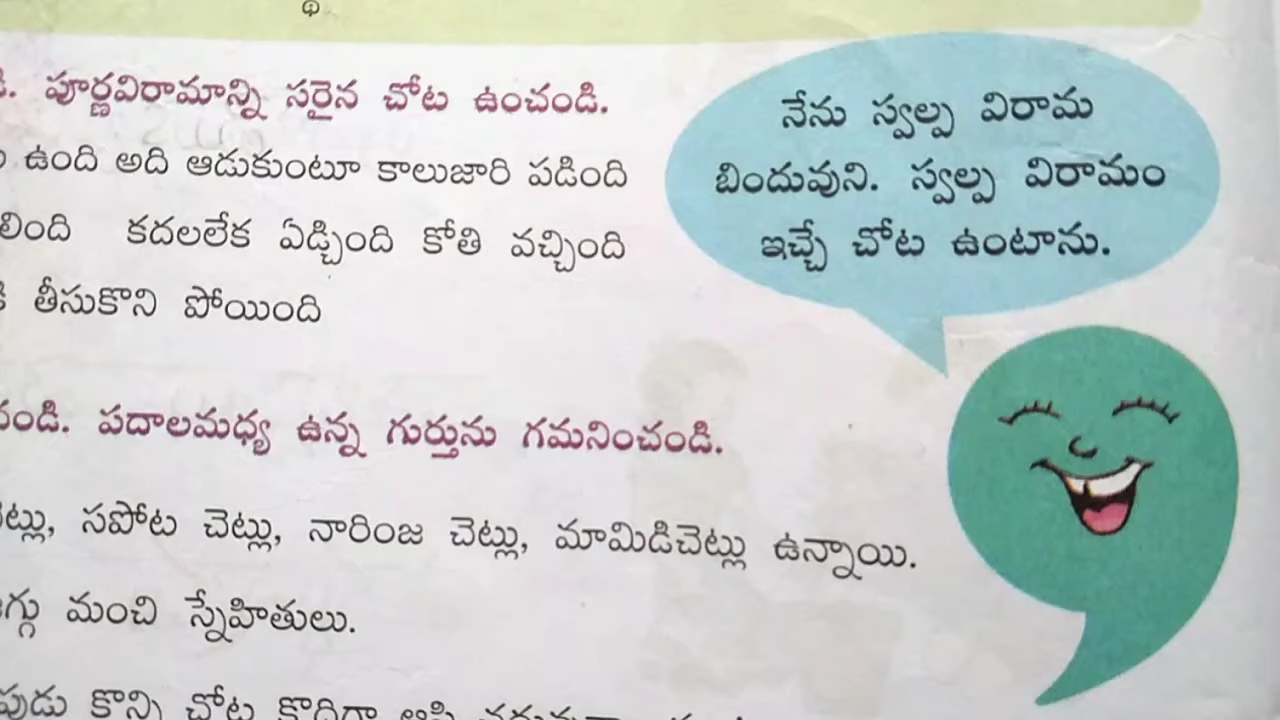 పూర్ణవిరామాన్ని సరైన చోట ఉంచండి.
ఉంది అది ఆడుకుంటూ కాలుజారి పడింది
కదలలేక ఏడ్చింది కోతి వచ్చింది
తీసుకొని పోయింది
నేను స్వల్ప విరామ
బిందువుని. స్వల్ప విరామం
ఇచ్చే చోట ఉంటాను.
పదాలమధ్య ఉన్న గుర్తును గమనించండి.
సపోట చెట్లు, నారింజ చెట్లు, మామిడిచెట్లు ఉన్నాయి.
మంచి స్నేహితులు.
కొన్ని చోట్ల కొద్దిగా